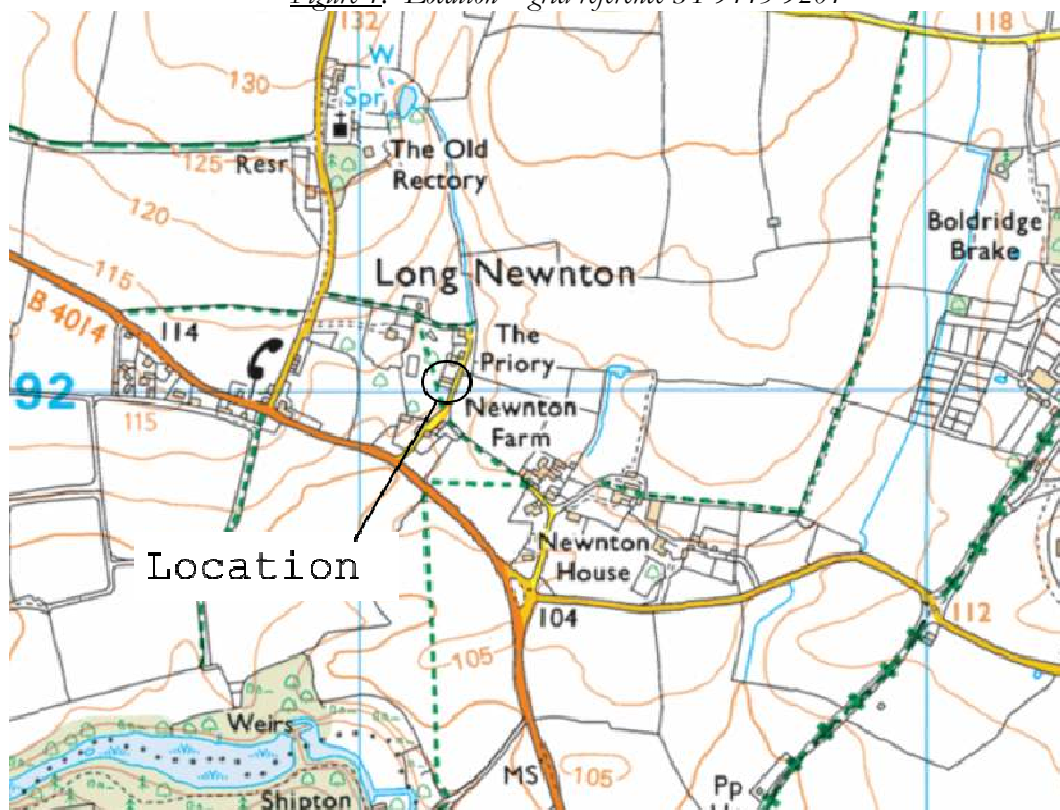 Location
132
118
W
130
Spr
The Old
Rectory
125
Resr
120
Boldridge
Brake
Long Newnton
115
B 4014
114
The
Priory
92
Newnton
Farm
115
Newnton
House
104
112
105
Weirs
MS
105
Pp
Shipton
Location